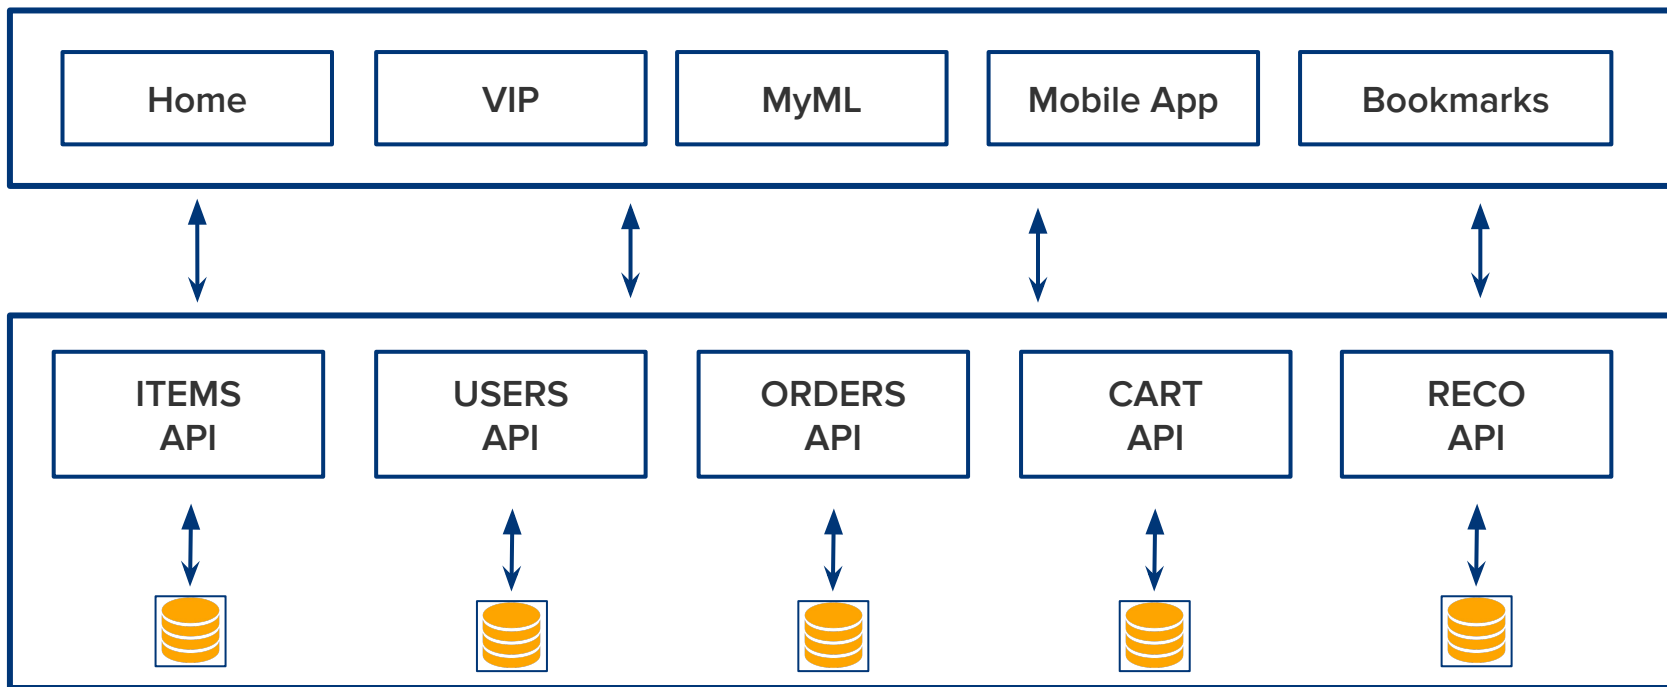 Home
VIP
MyML
Mobile App
Bookmarks
ITEMS
API
USERS
API
ORDERS
API
CART
API
RECO
API